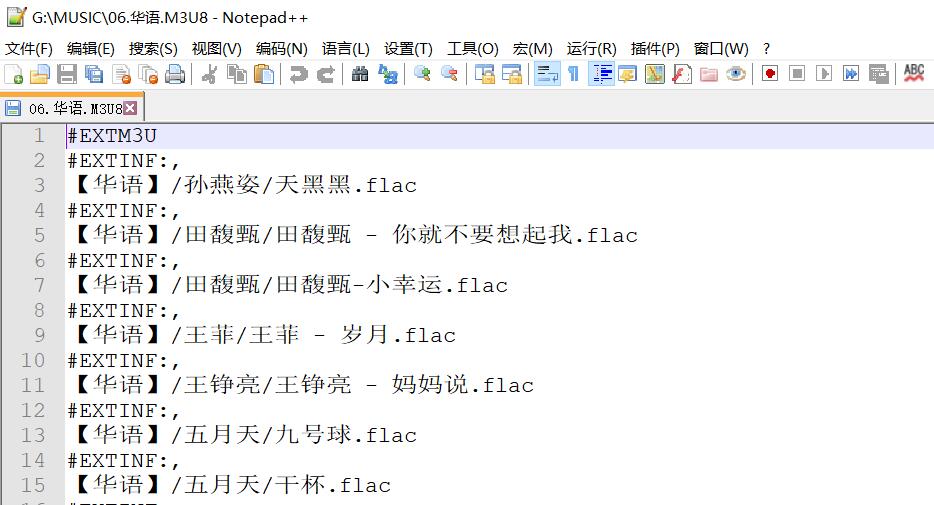 G:\MUSIC\06.华语.M3U8 - Notepad++
文件(F) 编辑(E) 搜索(S) 视图(V) 编码(N) 语言(L) 设置(T) 工具(O) 宏(M) 运行(R) 插件(P) 窗口(W) ?
ABC
06.华语.M3U8
1 #EXTM3U
2 #EXTINF:,
3 【华语】/孙燕姿/天黑黑.flac
4 #EXTINF:,
5 【华语】/田馥甄/田馥甄 - 你就不要想起我.flac
6 #EXTINF:,
7 【华语】/田馥甄/田馥甄-小幸运.flac
8 #EXTINF:,
9 【华语】/王菲/王菲 - 岁月.flac
10 #EXTINF:,
11 【华语】/王铮亮/王铮亮 - 妈妈说.flac
12 #EXTINF:,
13 【华语】/五月天/九号球.flac
14 #EXTINF:,
15 【华语】/五月天/干杯.flac